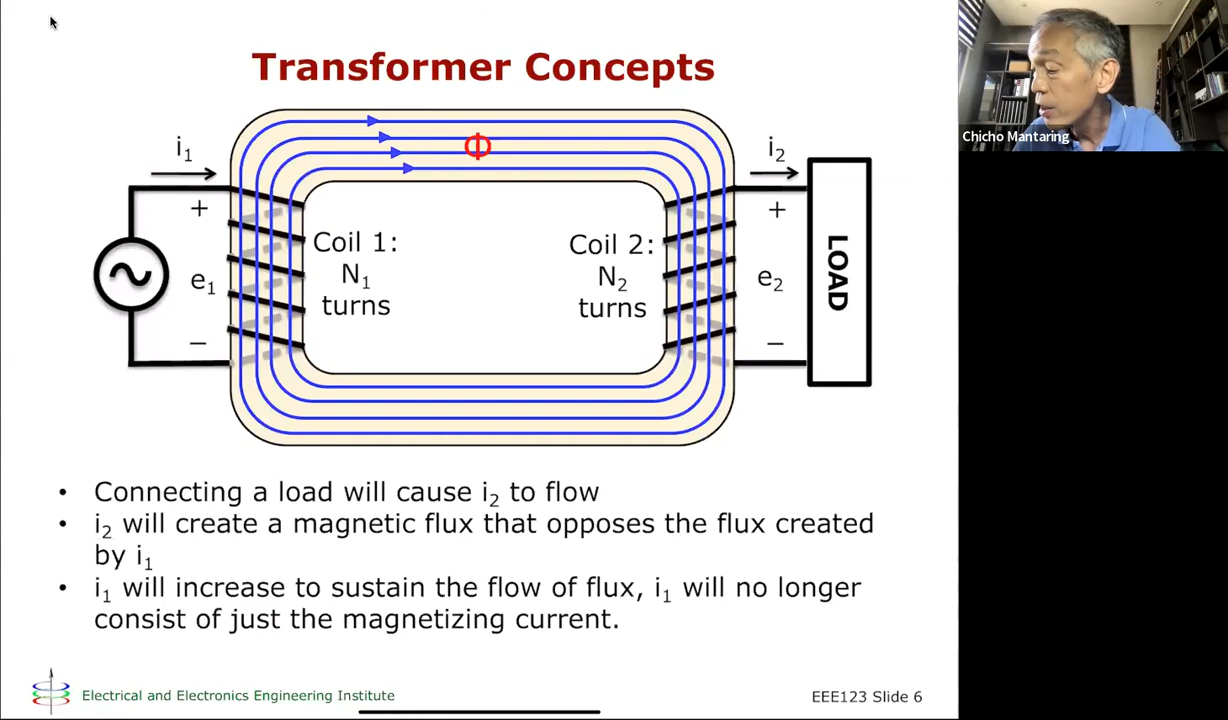 Transformer Concepts
Chicho Mantaring
i₁
Φ
i₂
+
+
Coil 1:
N₁
turns
Coil 2:
N₂
turns
e₁
e₂
LOAD
–
–
• Connecting a load will cause i₂ to flow
• i₂ will create a magnetic flux that opposes the flux created
by i₁
• i₁ will increase to sustain the flow of flux, i₁ will no longer
consist of just the magnetizing current.
Electrical and Electronics Engineering Institute
EEE123 Slide 6